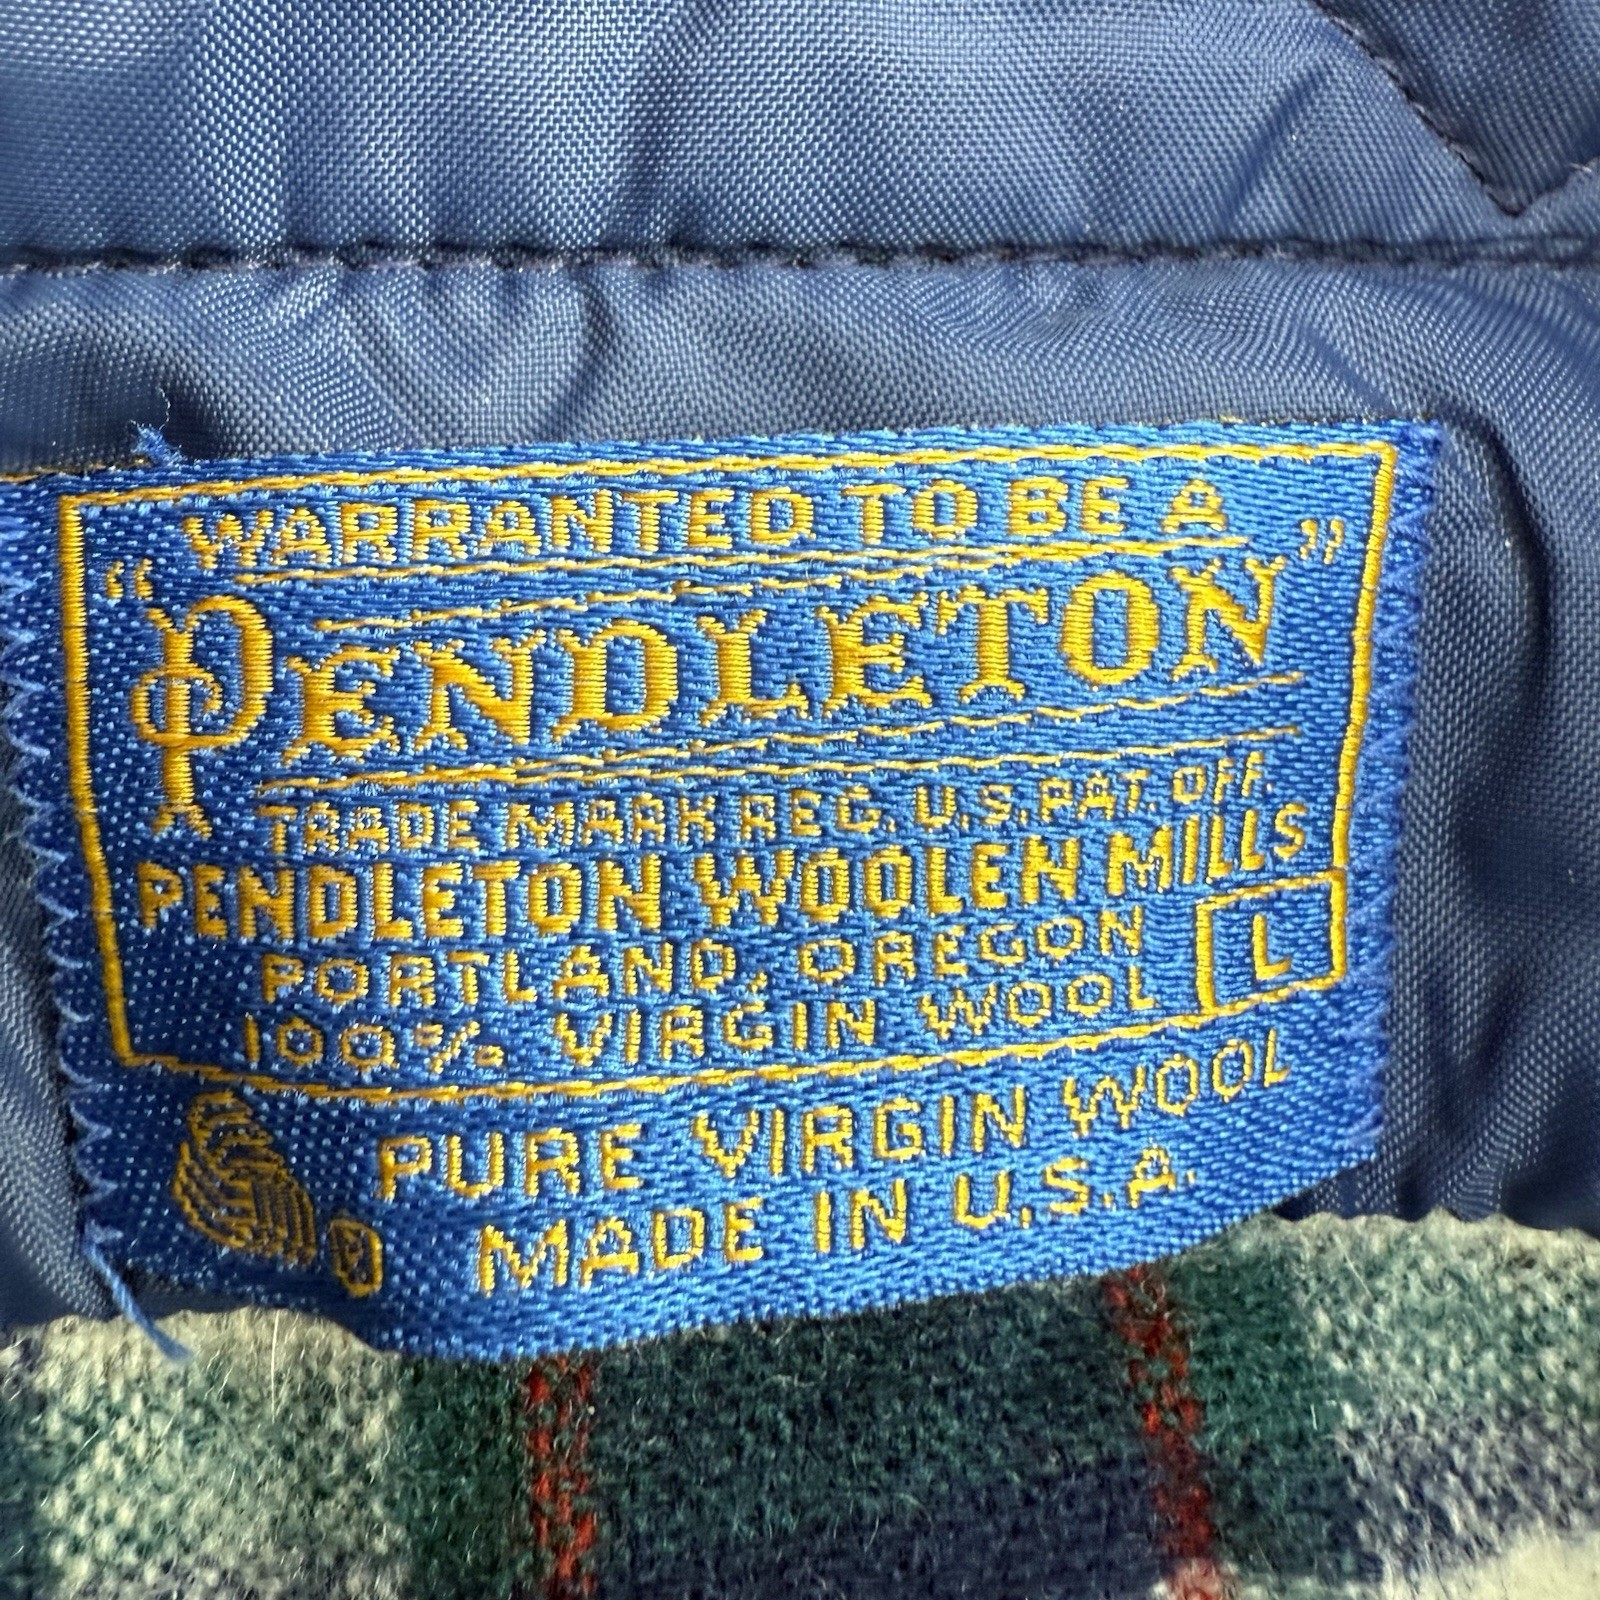 WARRANTED TO BE A
"PENDLETON"
TRADE MARK REG. U.S. PAT. OFF.
PENDLETON WOOLEN MILLS
PORTLAND, OREGON
L
100% VIRGIN WOOL
PURE VIRGIN WOOL
MADE IN U.S.A.